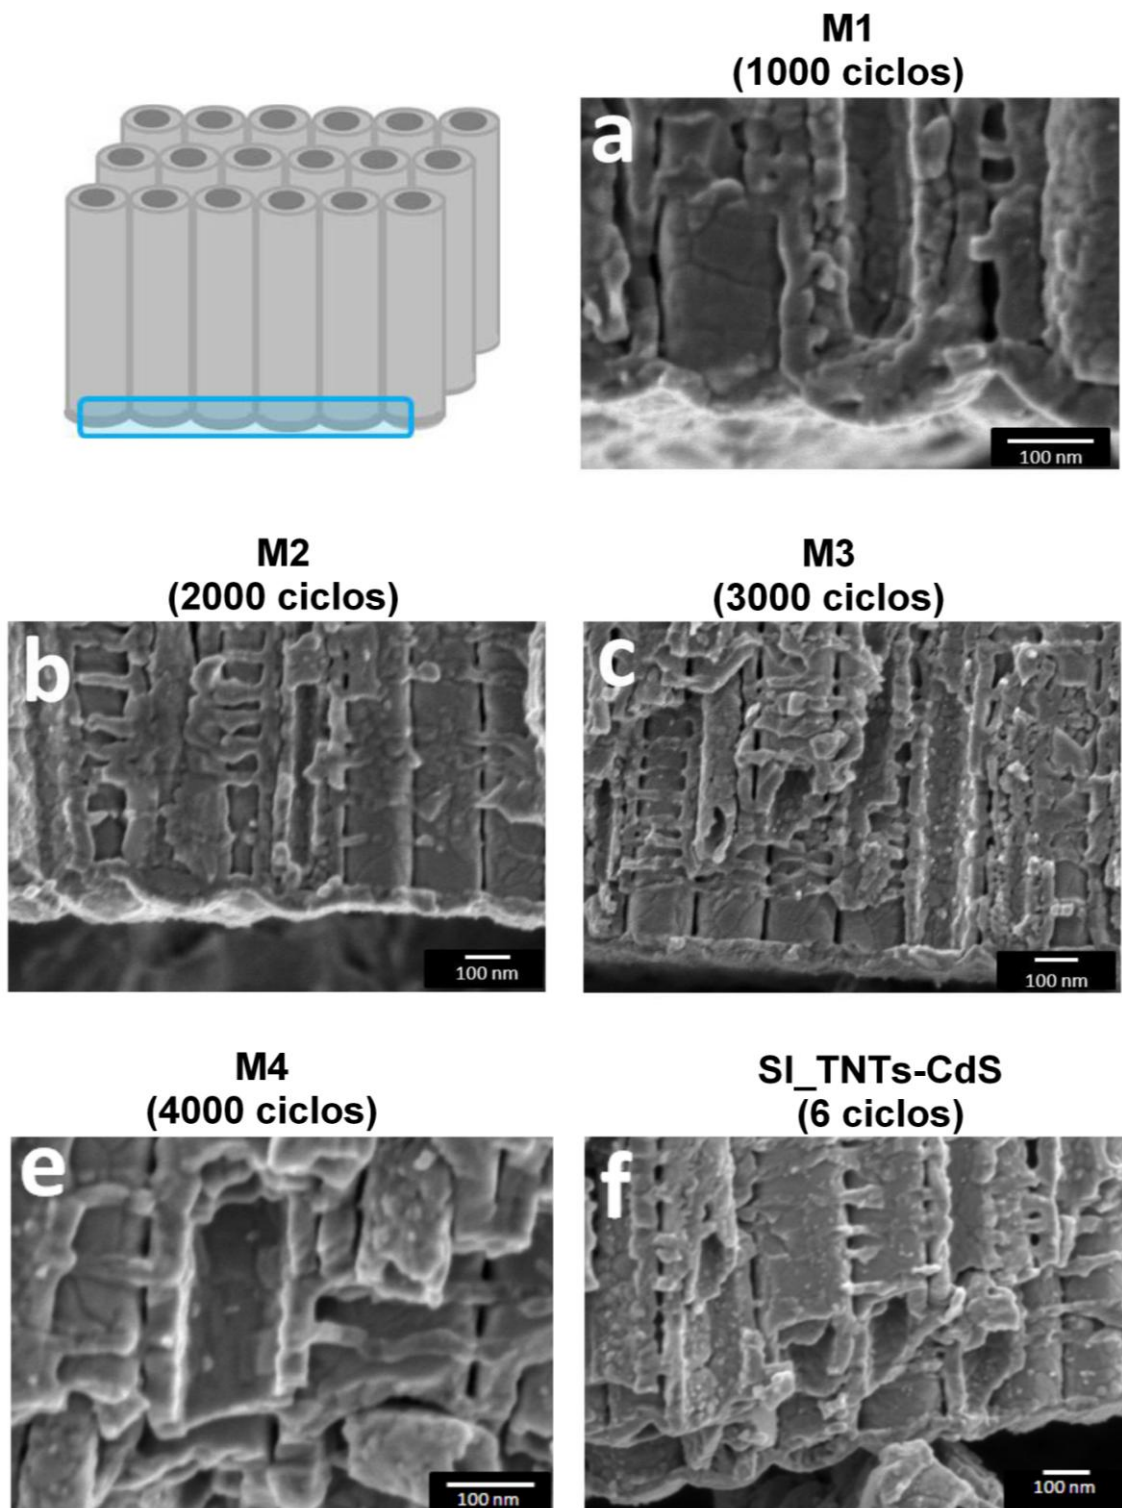 M1
(1000 ciclos)
a
100 nm
M2
(2000 ciclos)
b
100 nm
M3
(3000 ciclos)
c
100 nm
M4
(4000 ciclos)
e
100 nm
SI_TNTs-CdS
(6 ciclos)
f
100 nm